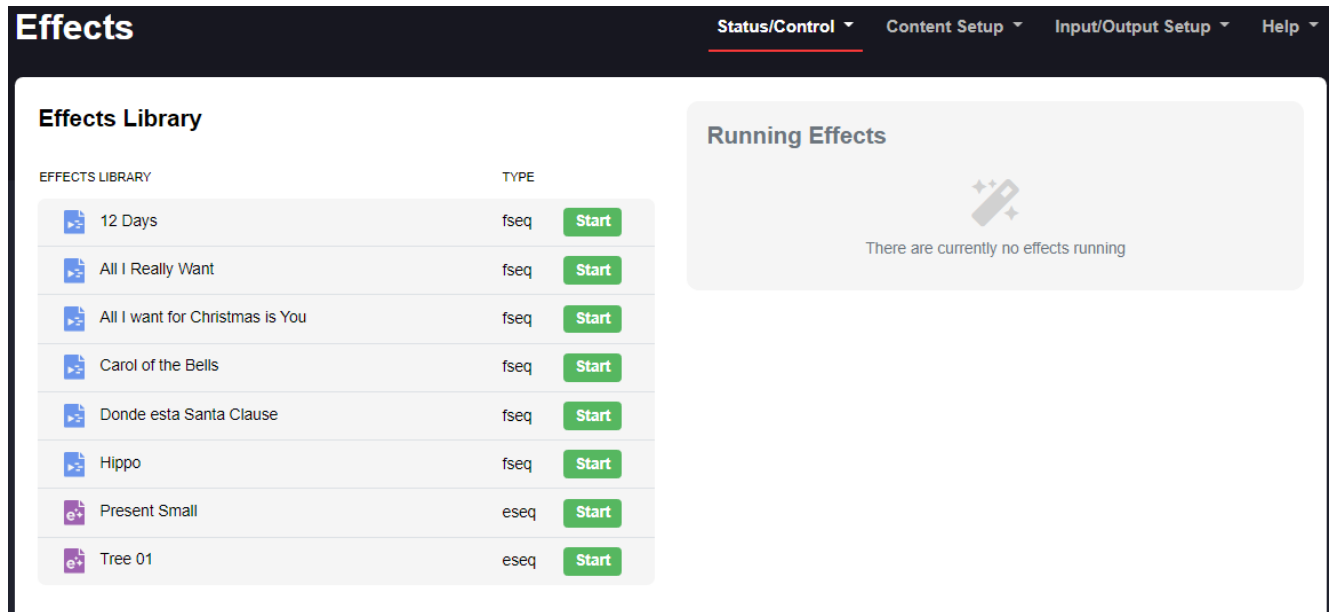 Effects
Status/Control Content Setup Input/Output Setup Help
Effects Library
EFFECTS LIBRARY TYPE
12 Days fseq Start
All I Really Want fseq Start
All I want for Christmas is You fseq Start
Carol of the Bells fseq Start
Donde esta Santa Clause fseq Start
Hippo fseq Start
Present Small eseq Start
Tree 01 eseq Start
Running Effects
There are currently no effects running